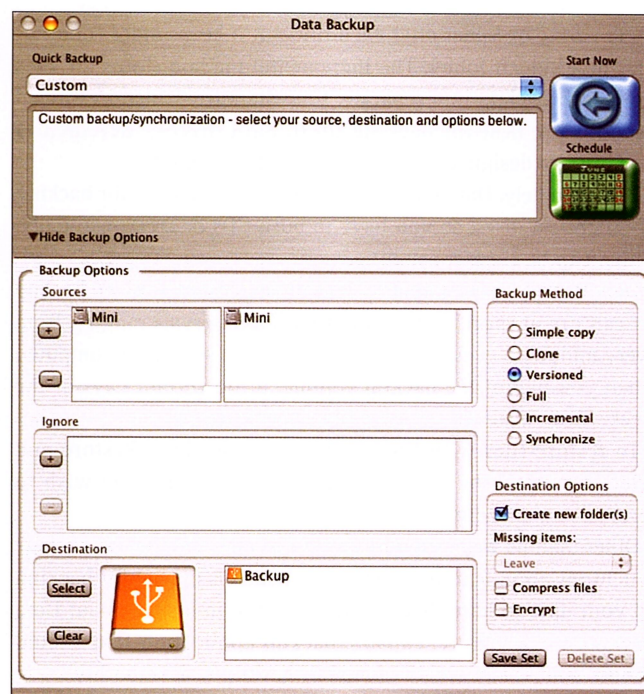 Data Backup
Quick Backup
Start Now
Custom
Custom backup/synchronization - select your source, destination and options below.
Schedule
JUNE
▼Hide Backup Options
Backup Options
Sources
Mini
Mini
Ignore
Destination
Select
Clear
Backup
Backup Method
Simple copy
Clone
Versioned
Full
Incremental
Synchronize
Destination Options
Create new folder(s)
Missing items:
Leave
Compress files
Encrypt
Save Set
Delete Set